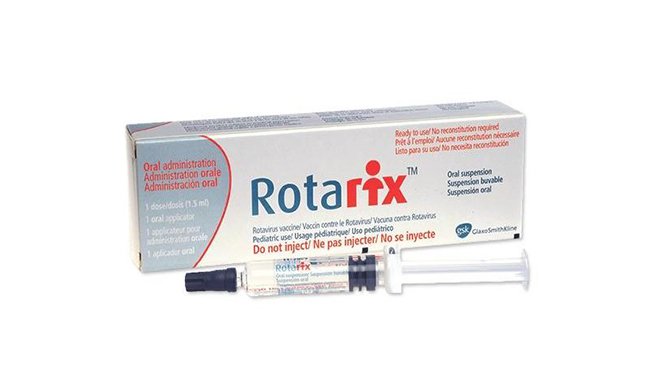 Oral administration
Administration orale
Administración oral
1 dose/dosis (1.5 ml)
1 oral applicator
1 applicateur pour
administration orale
1 aplicador oral
Ready to use/ No reconstitution required
Prêt à l'emploi/ Aucune reconstitution nécessaire
Listo para su uso/ No necesita reconstitución
Rotarix™
Oral suspension
Suspension buvable
Suspensión oral
Rotavirus vaccine/ Vaccin contre le Rotavirus/ Vacuna contra Rotavirus
Pediatric use/ Usage pédiatrique/ Uso pediátrico
Do not inject/ Ne pas injecter/ No se inyecte
gsk GlaxoSmithKline
Rotarix
Oral suspension/ Suspension buvable
Suspensión oral